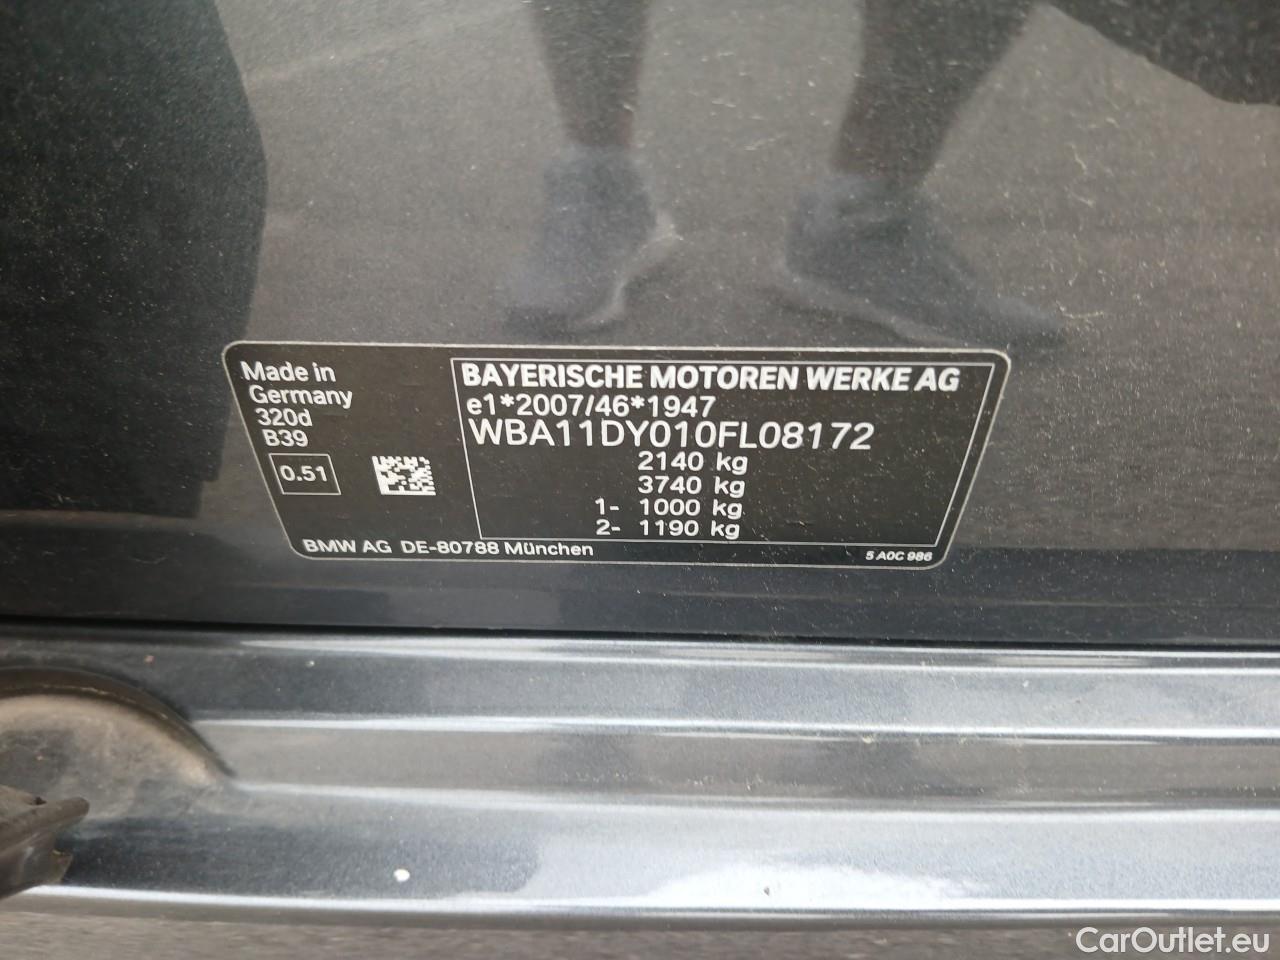 Made in
Germany
320d
B39
0.51
BAYERISCHE MOTOREN WERKE AG
e1*2007/46*1947
WBA11DY010FL08172
2140 kg
3740 kg
1- 1000 kg
2- 1190 kg
BMW AG DE-80788 München
5 A0C 986
CarOutlet.eu